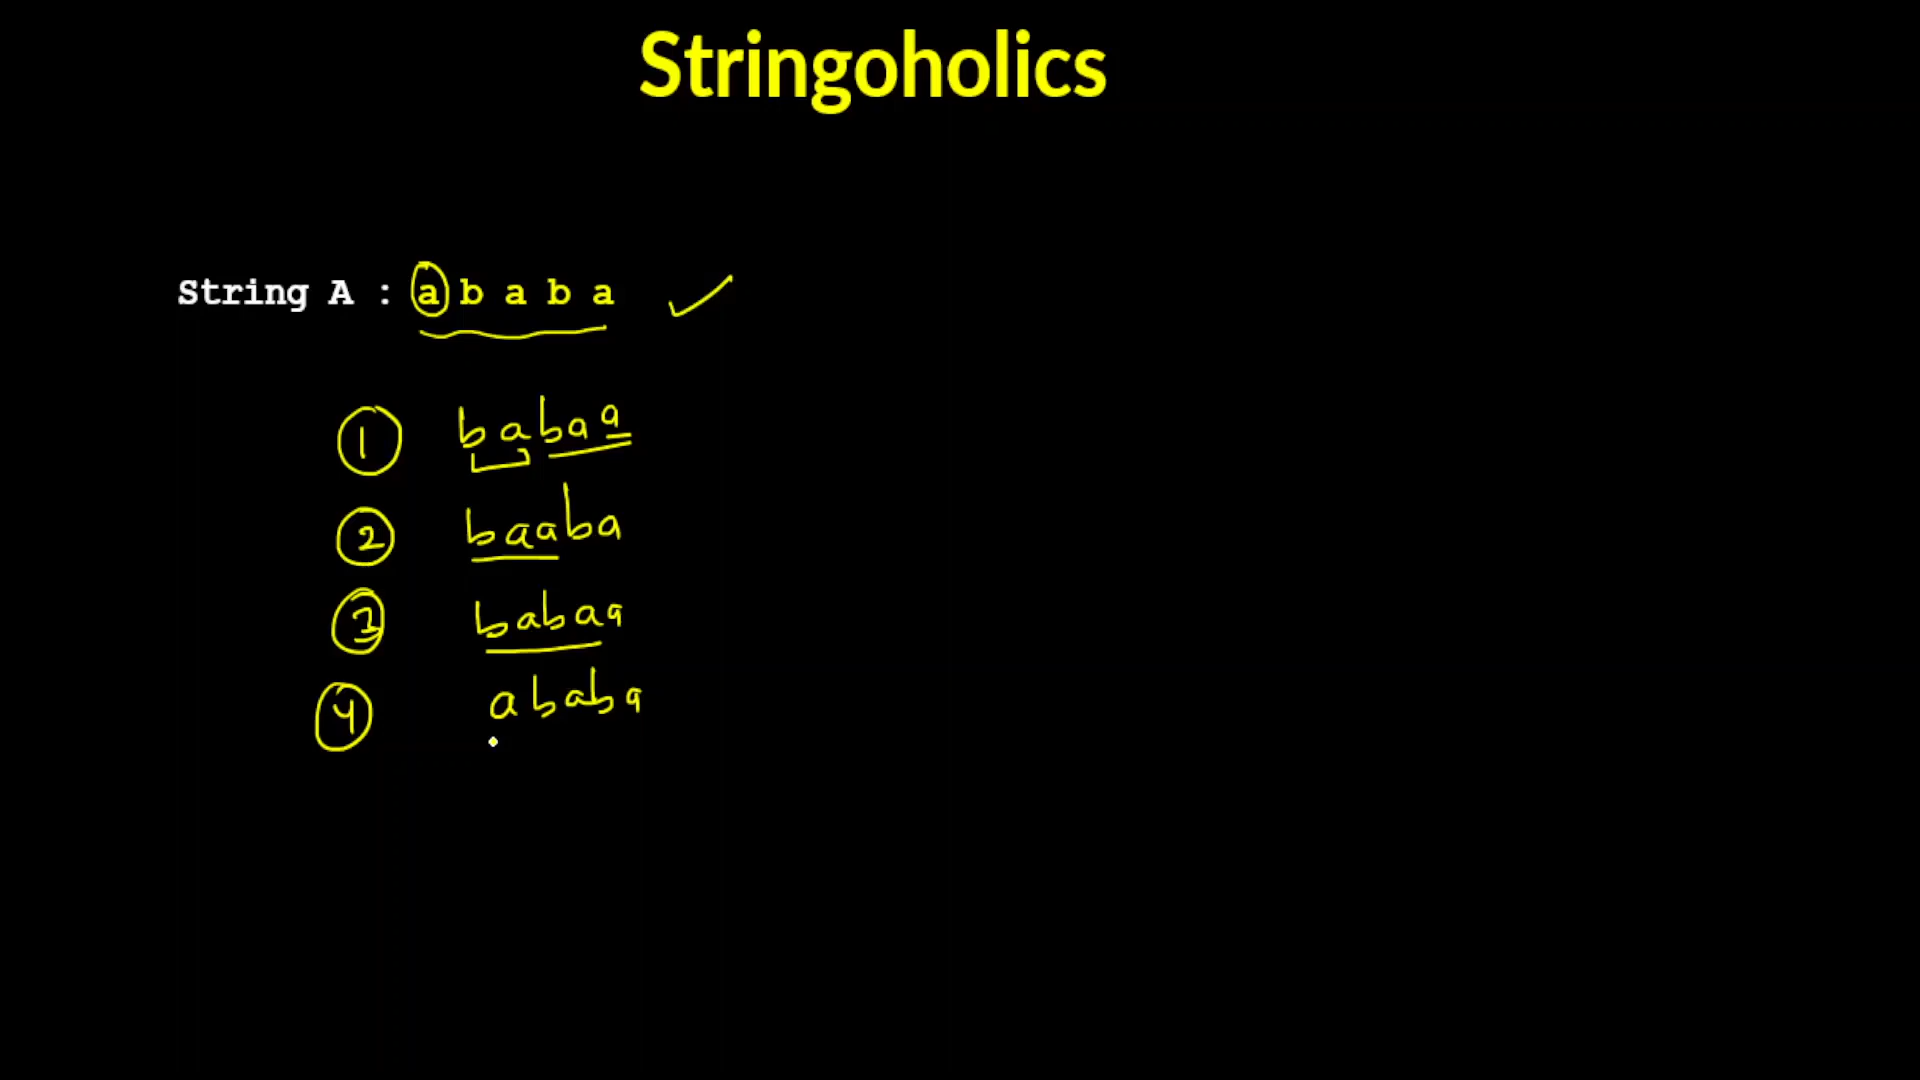 Stringoholics
String A : a b a b a
1 babaa
2 baaba
3 babaa
4 ababa